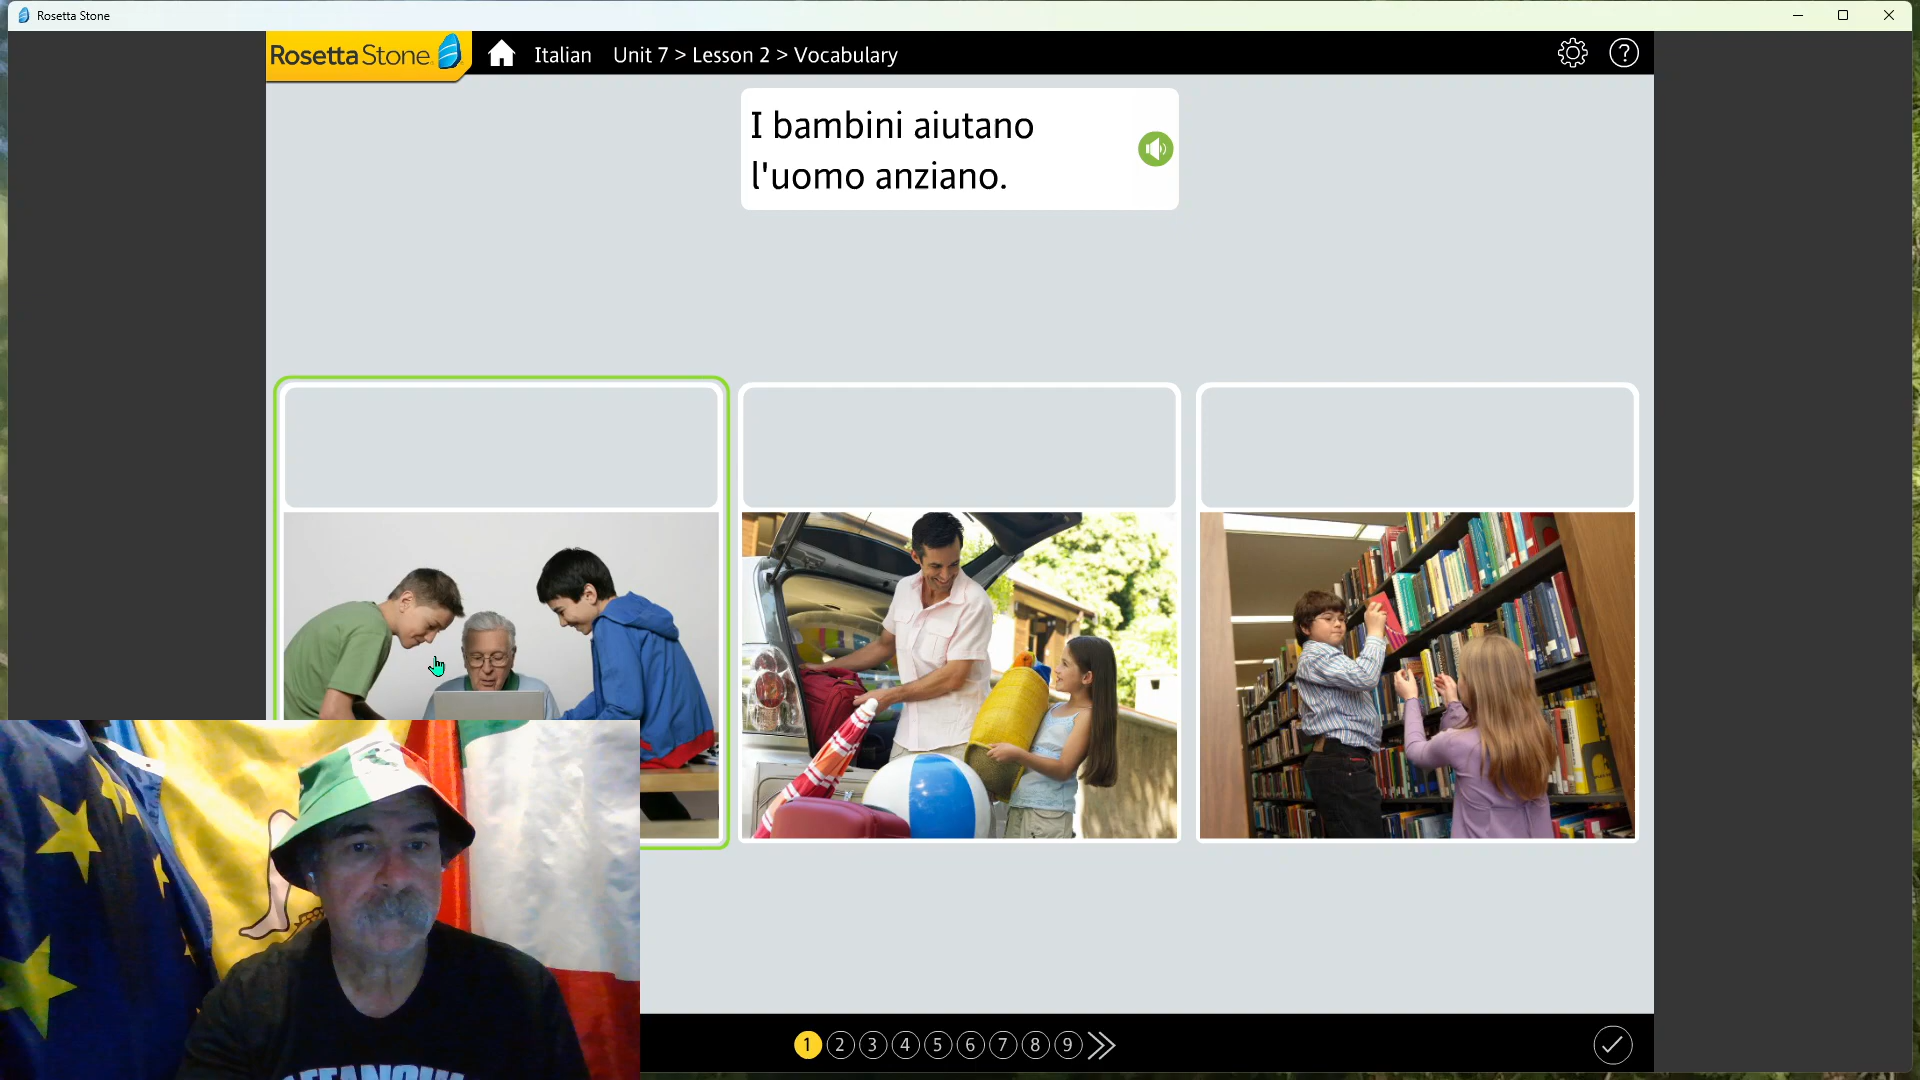 Rosetta Stone
RosettaStone
Italian Unit 7 > Lesson 2 > Vocabulary
?
I bambini aiutano
l'uomo anziano.
1 2 3 4 5 6 7 8 9